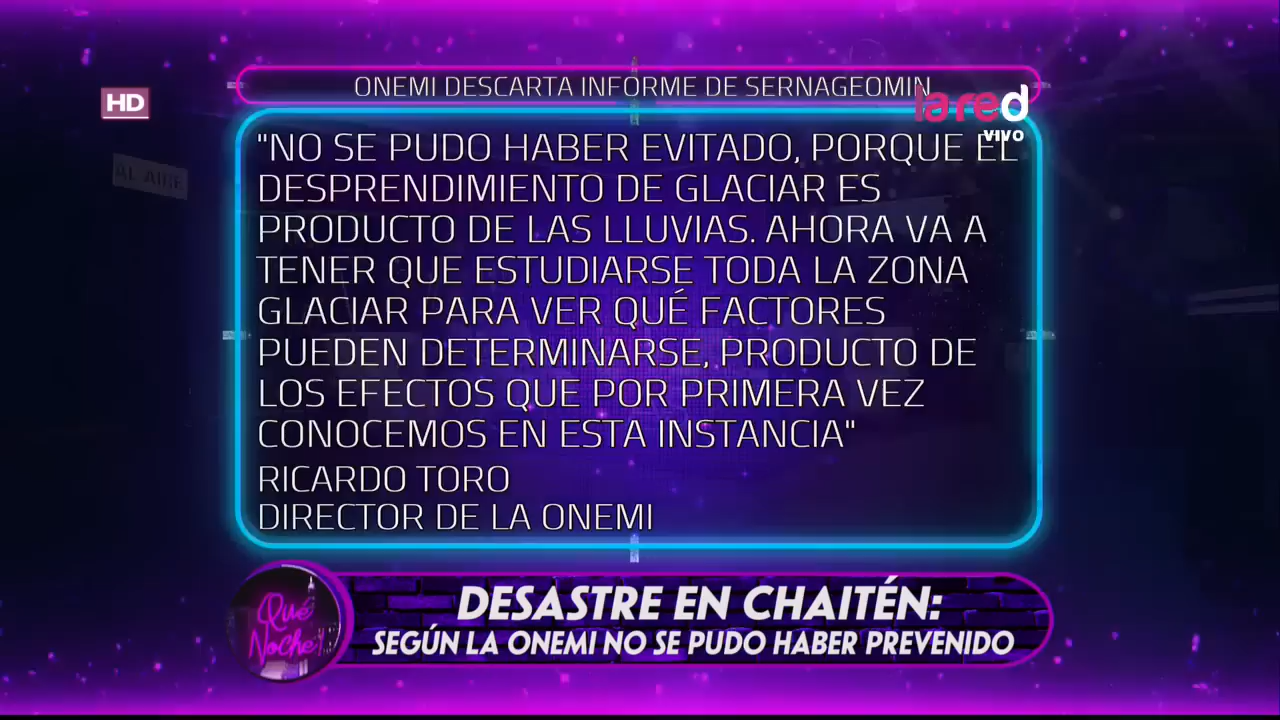 ONEMI DESCARTA INFORME DE SERNAGEOMIN
HD
la red
VIVO
AL AIRE
"NO SE PUDO HABER EVITADO, PORQUE EL
DESPRENDIMIENTO DE GLACIAR ES
PRODUCTO DE LAS LLUVIAS. AHORA VA A
TENER QUE ESTUDIARSE TODA LA ZONA
GLACIAR PARA VER QUÉ FACTORES
PUEDEN DETERMINARSE, PRODUCTO DE
LOS EFECTOS QUE POR PRIMERA VEZ
CONOCEMOS EN ESTA INSTANCIA"
RICARDO TORO
DIRECTOR DE LA ONEMI
Qué
Noche!
DESASTRE EN CHAITÉN:
SEGÚN LA ONEMI NO SE PUDO HABER PREVENIDO